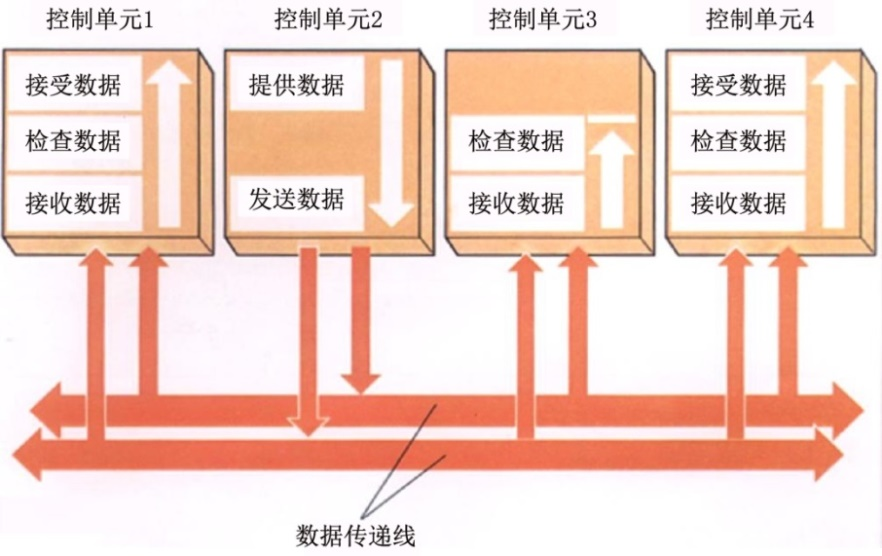 控制单元1 控制单元2 控制单元3 控制单元4
接受数据 提供数据 接受数据
检查数据 检查数据 检查数据
接收数据 发送数据 接收数据 接收数据
数据传递线